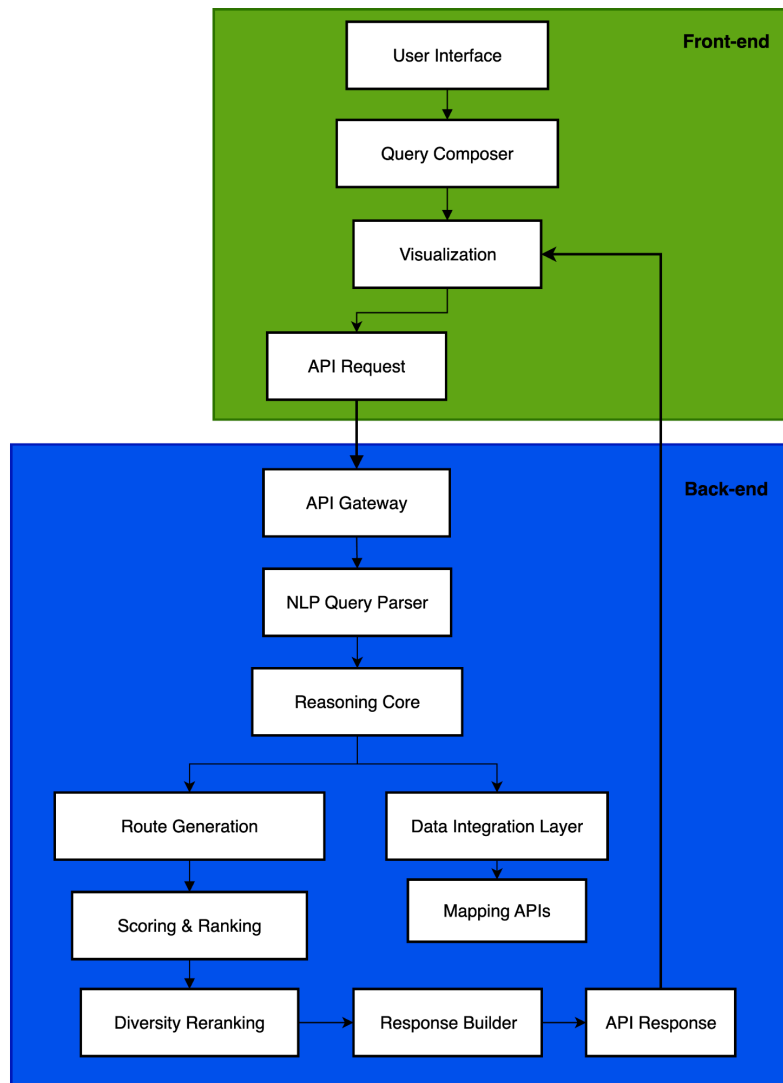 Front-end
User Interface
Query Composer
Visualization
API Request
Back-end
API Gateway
NLP Query Parser
Reasoning Core
Route Generation
Data Integration Layer
Scoring & Ranking
Mapping APIs
Diversity Reranking
Response Builder
API Response